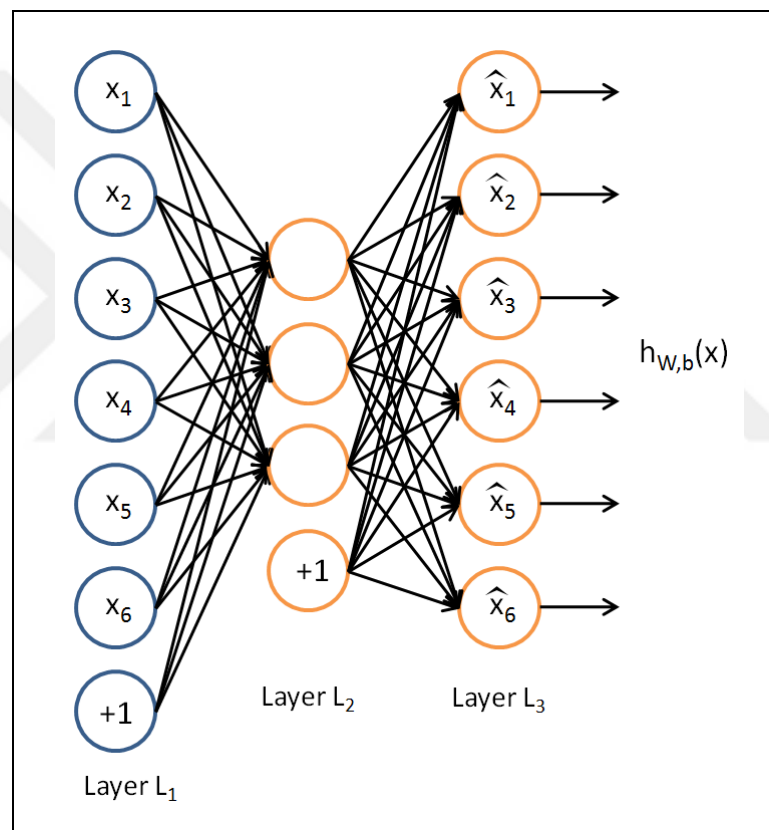 x₁
x₂
x₃
x₄
x₅
x₆
+1
Layer L₁
+1
Layer L₂
x̂₁
x̂₂
x̂₃
x̂₄
x̂₅
x̂₆
Layer L₃
h_W,b(x)